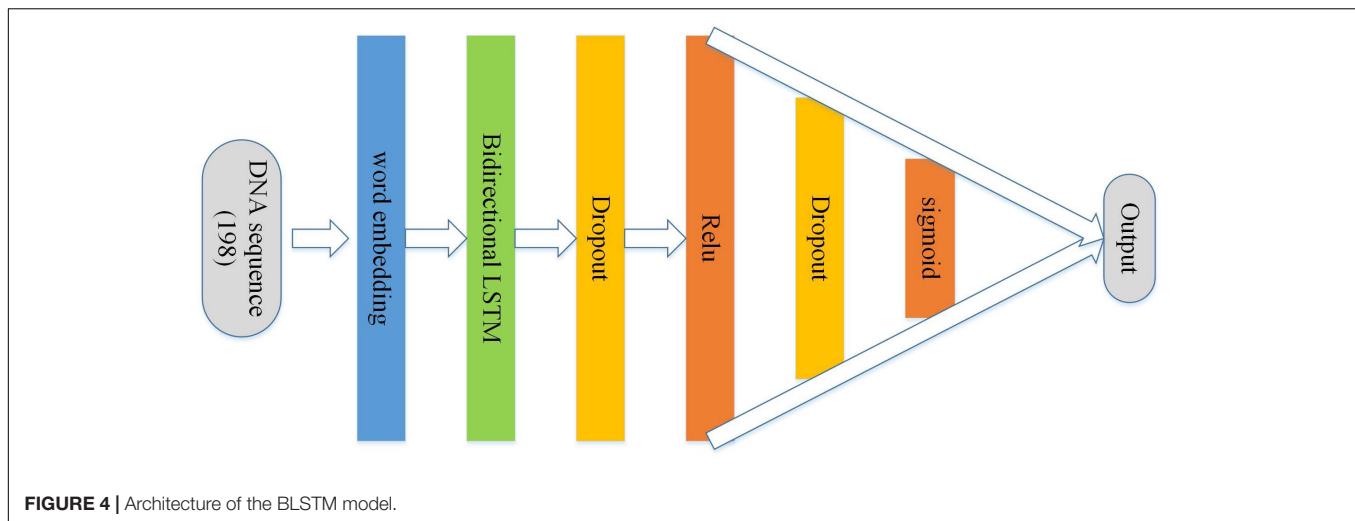 DNA sequence
(198)
word embedding
Bidirectional LSTM
Dropout
Relu
Dropout
sigmoid
Output
FIGURE 4 | Architecture of the BLSTM model.